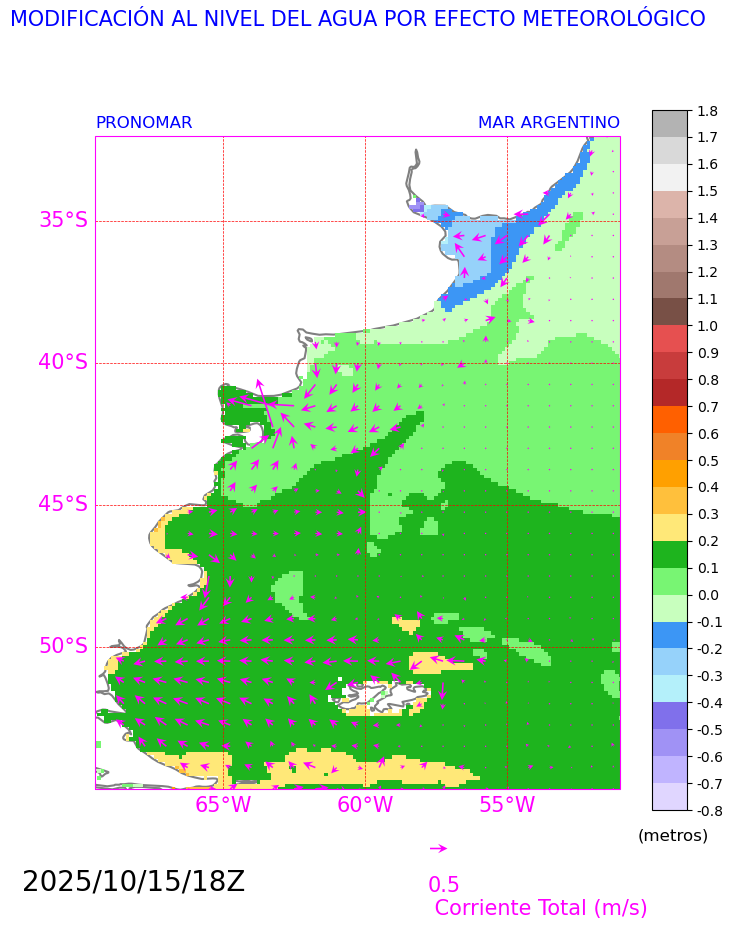 MODIFICACIÓN AL NIVEL DEL AGUA POR EFECTO METEOROLÓGICO
PRONOMAR
MAR ARGENTINO
35°S
40°S
45°S
50°S
65°W
60°W
55°W
1.8
1.7
1.6
1.5
1.4
1.3
1.2
1.1
1.0
0.9
0.8
0.7
0.6
0.5
0.4
0.3
0.2
0.1
0.0
-0.1
-0.2
-0.3
-0.4
-0.5
-0.6
-0.7
-0.8
(metros)
2025/10/15/18Z
0.5
Corriente Total (m/s)